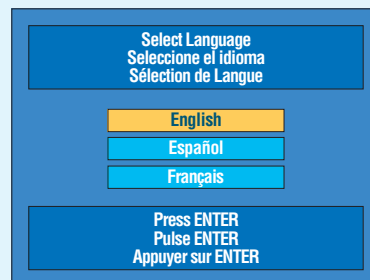 Select Language
Seleccione el idioma
Sélection de Langue
English
Español
Français
Press ENTER
Pulse ENTER
Appuyer sur ENTER